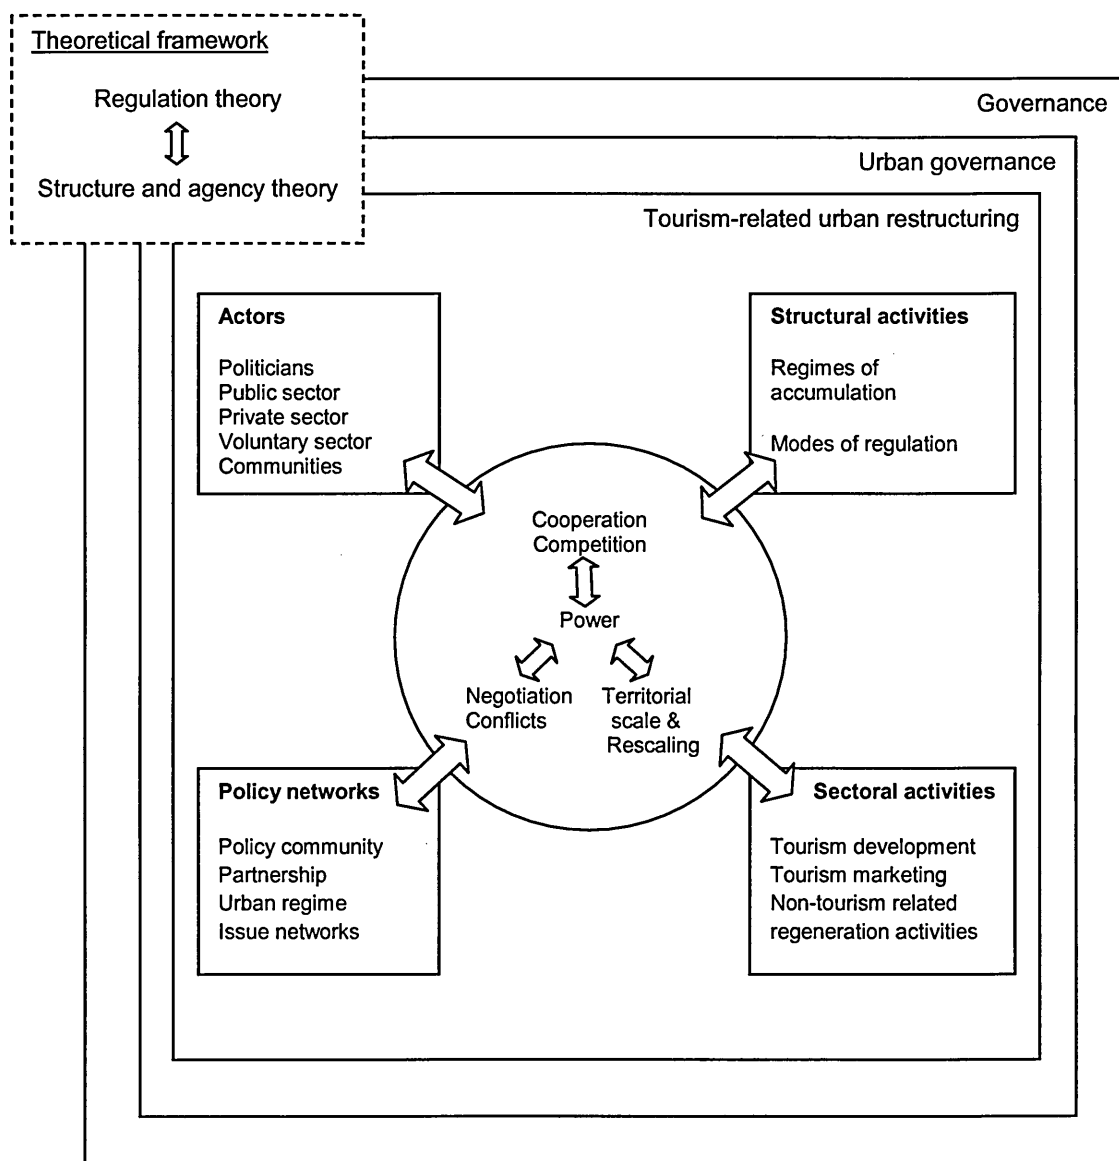 Theoretical framework
Regulation theory
Structure and agency theory
Governance
Urban governance
Tourism-related urban restructuring
Actors
Politicians
Public sector
Private sector
Voluntary sector
Communities
Structural activities
Regimes of
accumulation
Modes of regulation
Cooperation
Competition
Power
Negotiation
Conflicts
Territorial
scale &
Rescaling
Policy networks
Policy community
Partnership
Urban regime
Issue networks
Sectoral activities
Tourism development
Tourism marketing
Non-tourism related
regeneration activities